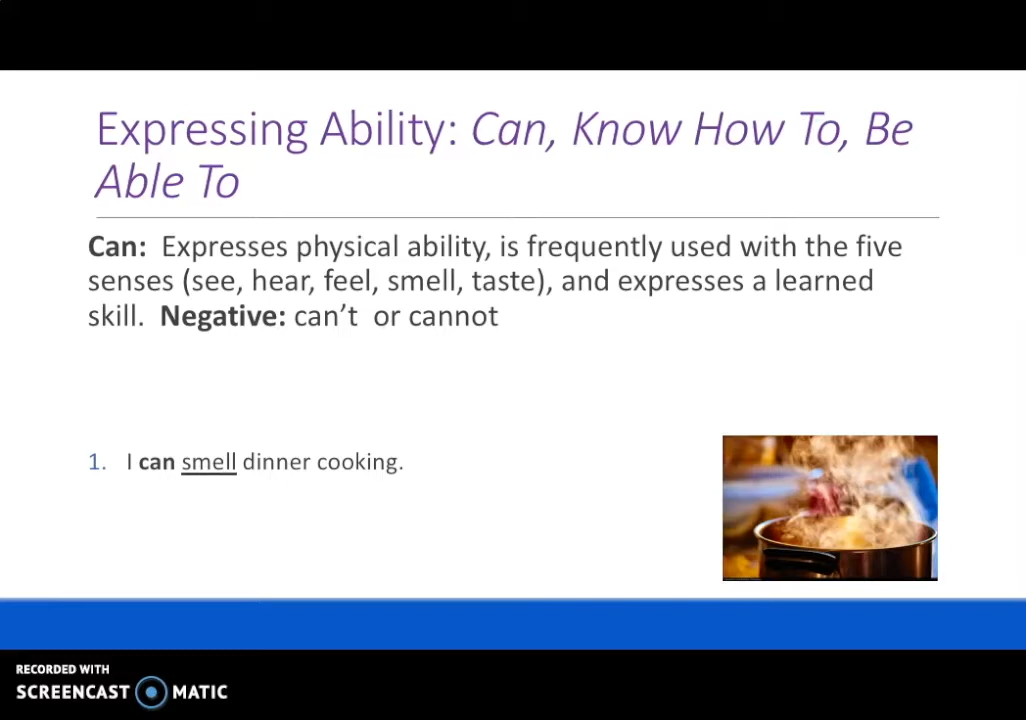 Expressing Ability: Can, Know How To, Be
Able To
Can: Expresses physical ability, is frequently used with the five
senses (see, hear, feel, smell, taste), and expresses a learned
skill. Negative: can’t or cannot
1. I can smell dinner cooking.
RECORDED WITH
SCREENCAST MATIC